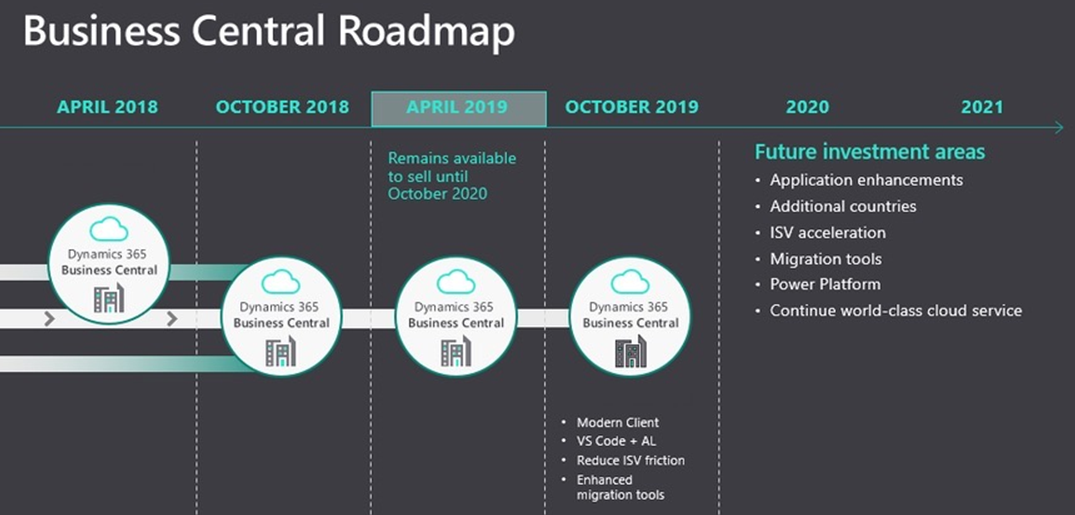 Business Central Roadmap
APRIL 2018
OCTOBER 2018
APRIL 2019
OCTOBER 2019
2020
2021
Remains available
to sell until
October 2020
Future investment areas
• Application enhancements
• Additional countries
• ISV acceleration
• Migration tools
• Power Platform
• Continue world-class cloud service
Dynamics 365
Business Central
Dynamics 365
Business Central
Dynamics 365
Business Central
Dynamics 365
Business Central
• Modern Client
• VS Code + AL
• Reduce ISV friction
• Enhanced
migration tools